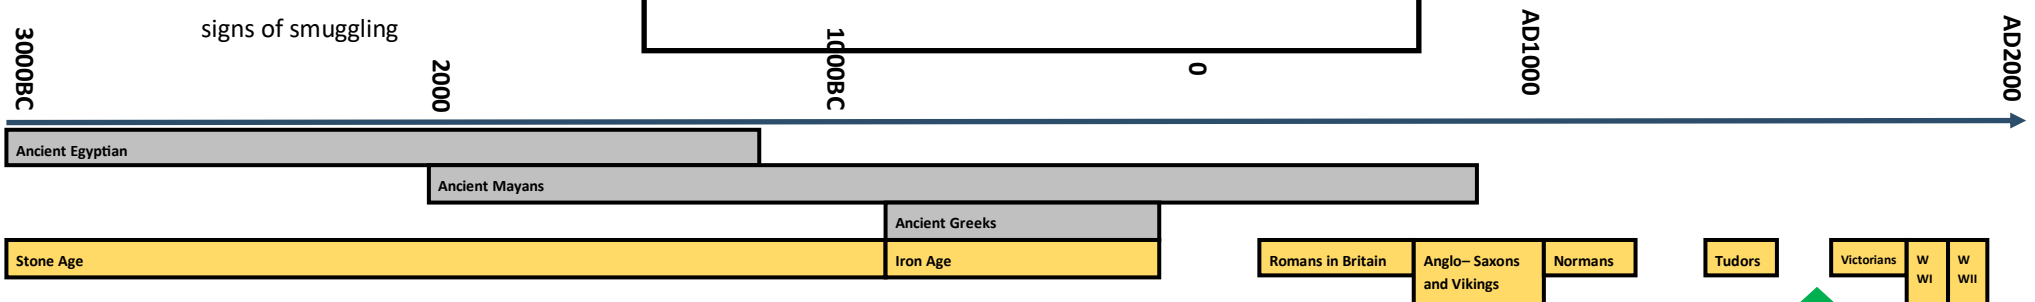 signs of smuggling
3000BC
2000
1000BC
0
AD1000
AD2000
Ancient Egyptian
Ancient Mayans
Ancient Greeks
Stone Age
Iron Age
Romans in Britain
Anglo– Saxons
and Vikings
Normans
Tudors
Victorians
W
WI
W
WII